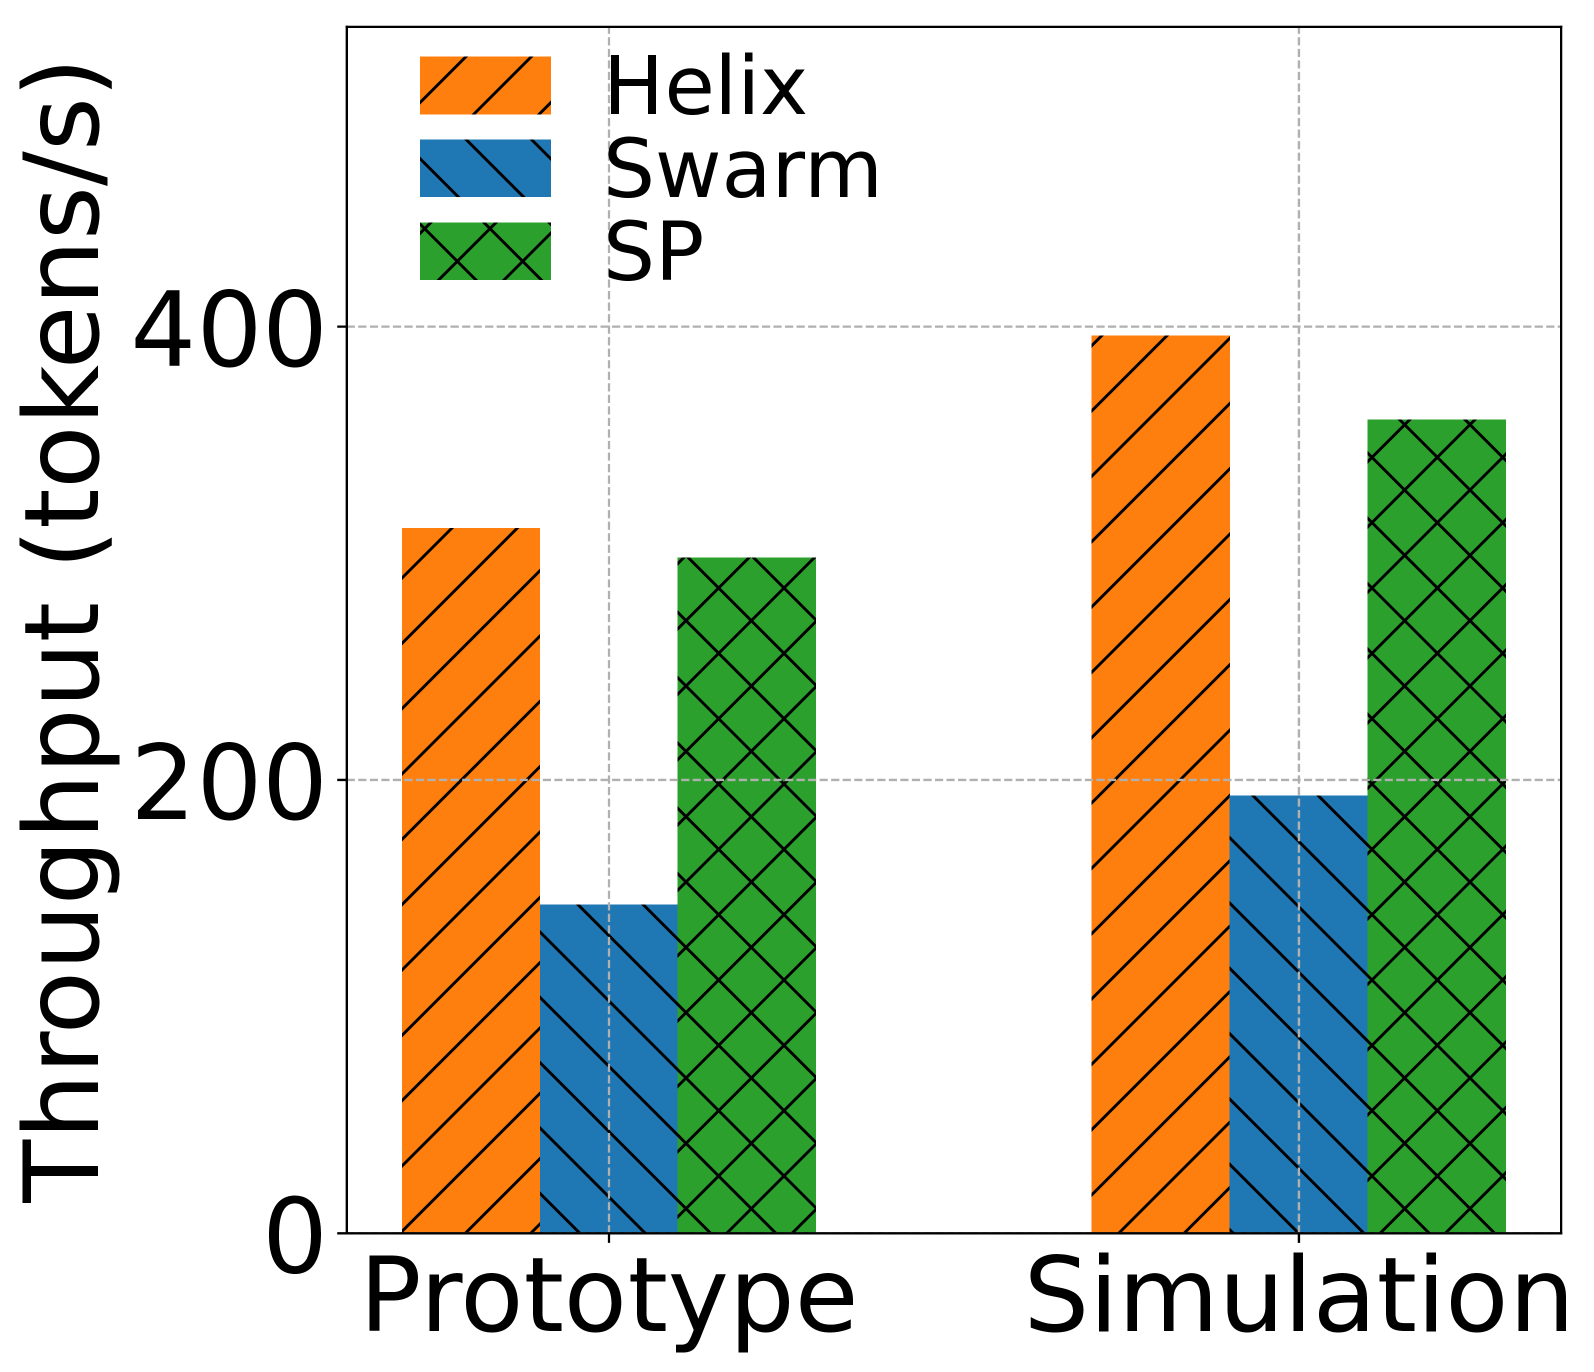 Throughput (tokens/s)
Helix
Swarm
SP
400
200
0
Prototype
Simulation